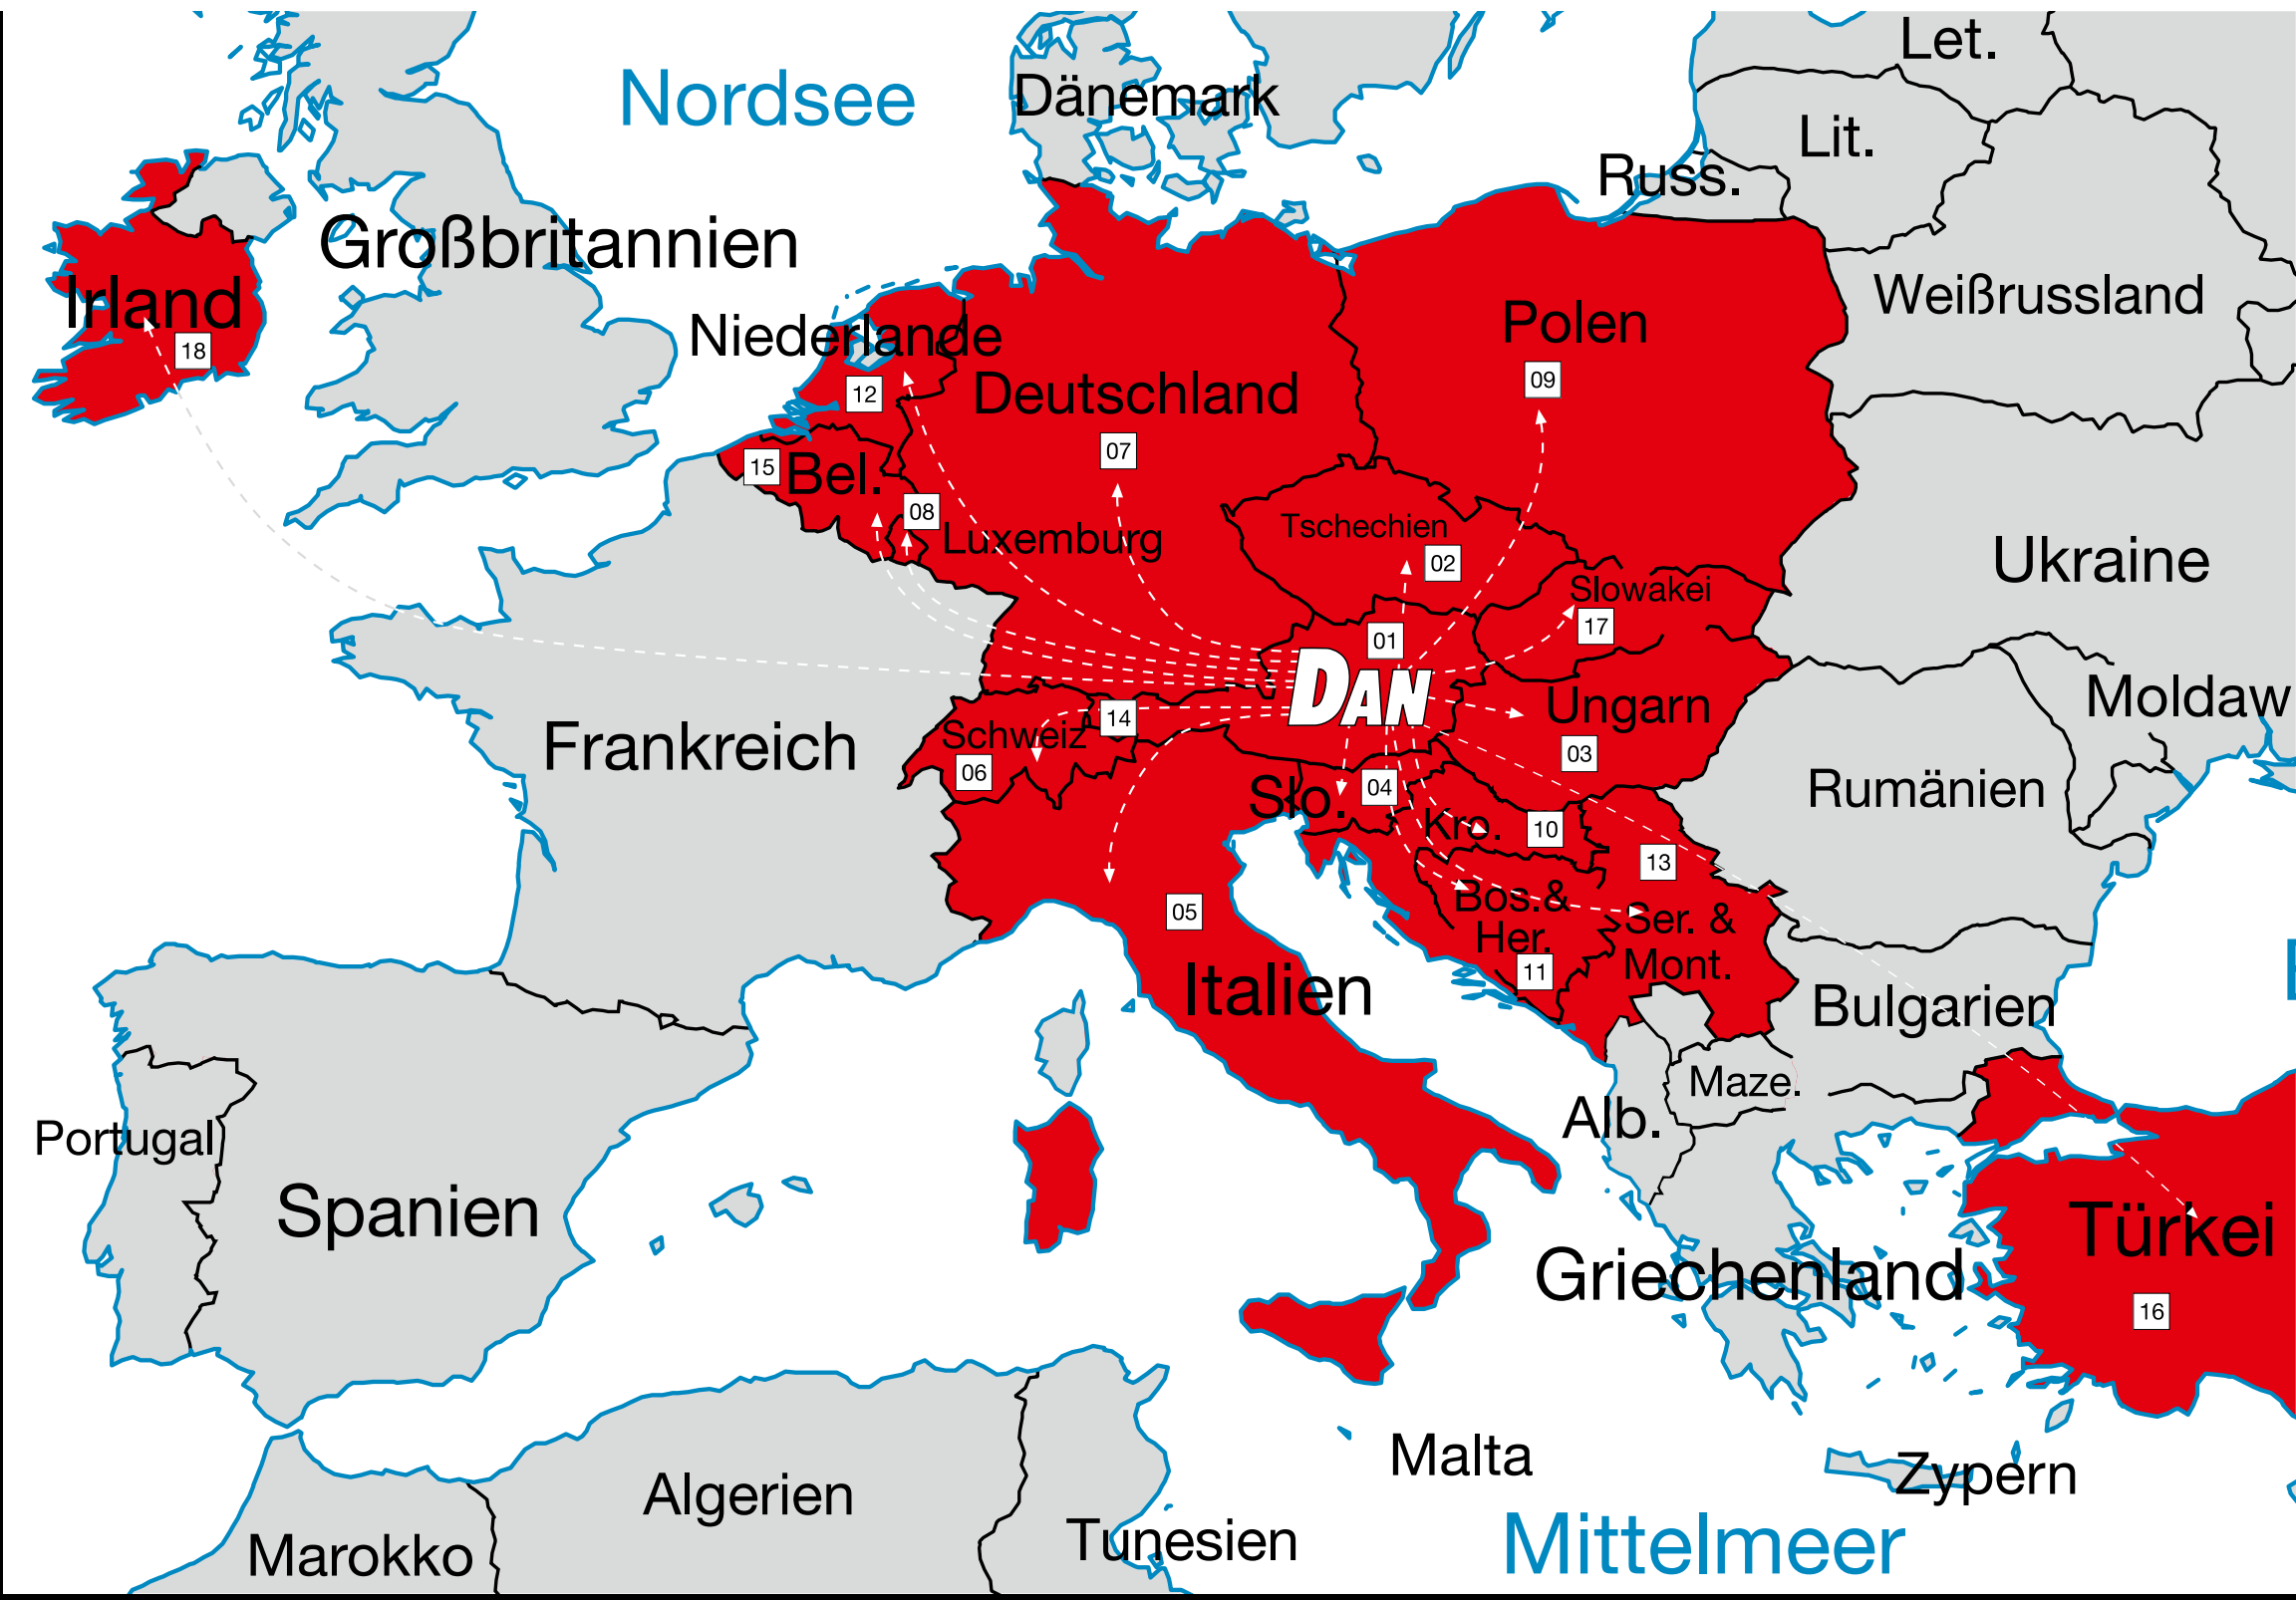 Let.
Nordsee
Dänemark
Lit.
Russ.
Großbritannien
Irland
18
Weißrussland
Niederlande
Polen
09
12
Deutschland
07
15
Bel.
08
Luxemburg
Tschechien
02
Ukraine
Slowakei
17
01
DAN
Moldaw
Ungarn
03
14
Schweiz
06
Frankreich
Slo.
04
Kro.
10
Rumänien
13
05
Bos.&
Her.
11
Ser. &
Mont.
Italien
Bulgarien
Maze.
Alb.
Portugal
Spanien
Griechenland
Türkei
16
Malta
Zypern
Algerien
Marokko
Tunesien
Mittelmeer